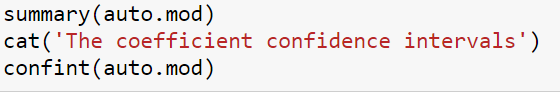 summary(auto.mod)
cat('The coefficient confidence intervals')
confint(auto.mod)